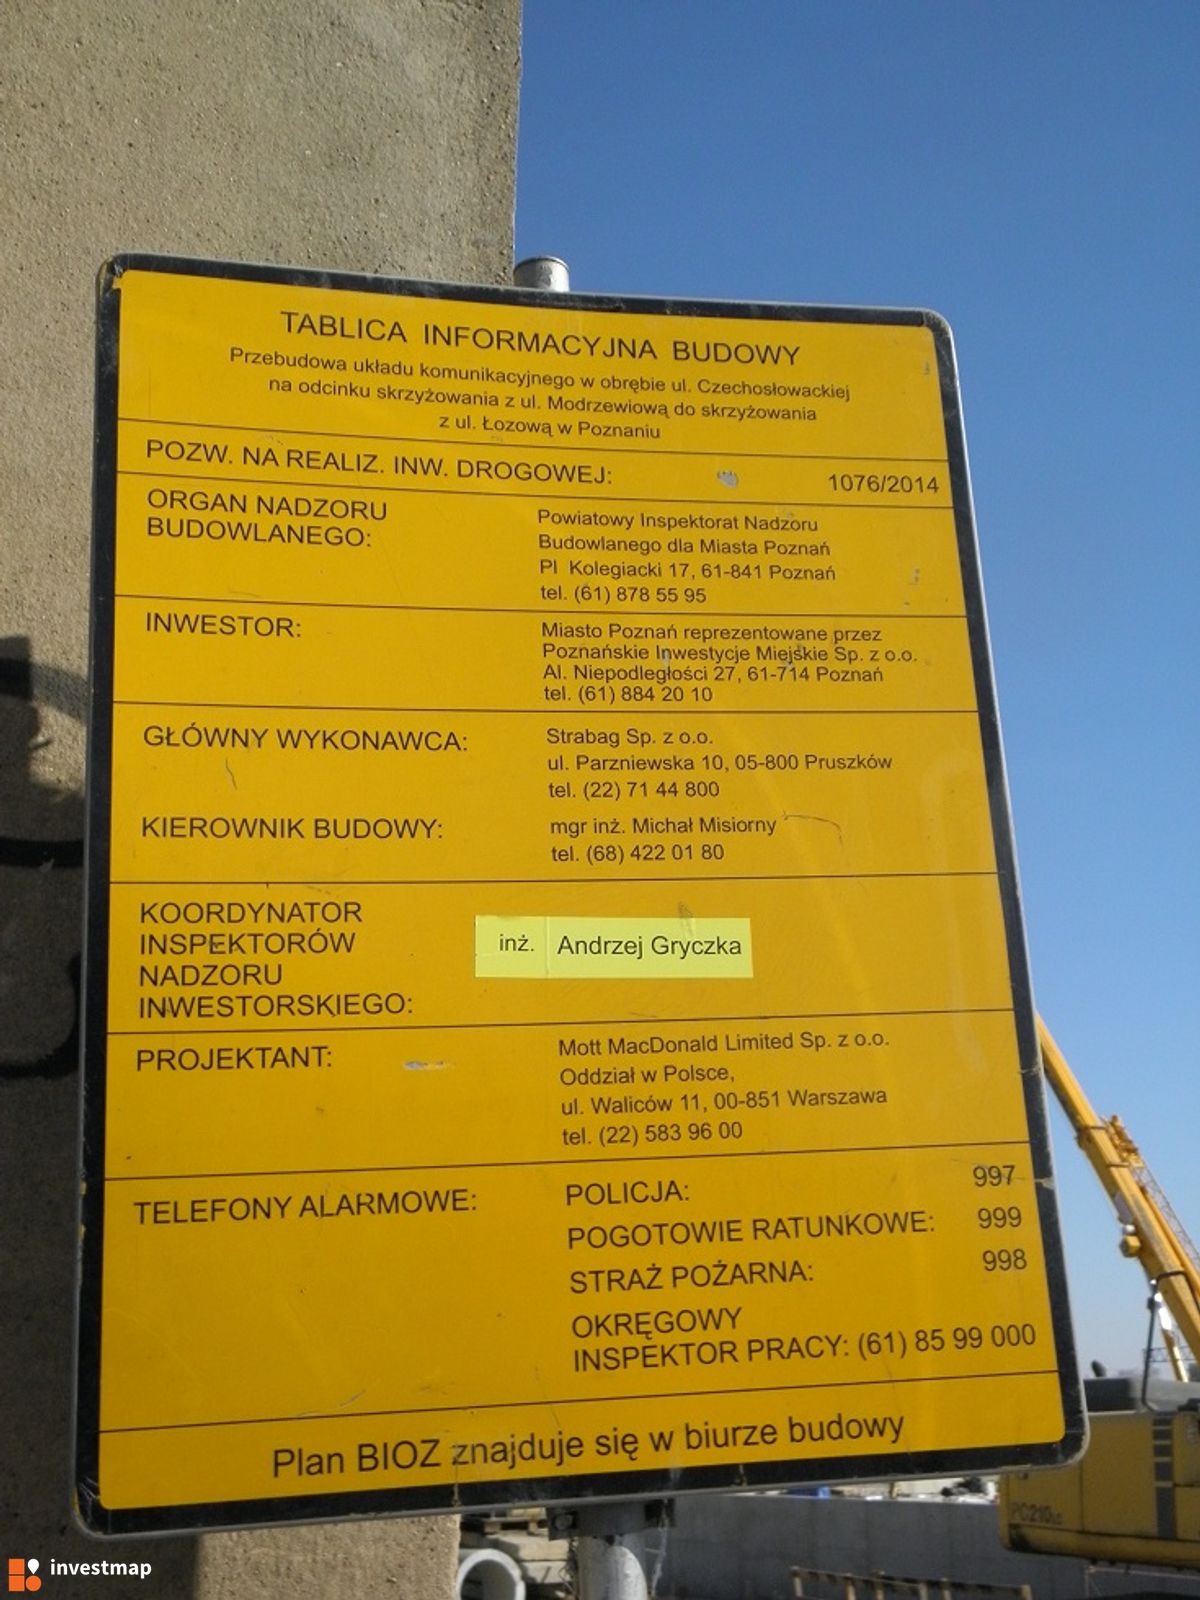 TABLICA INFORMACYJNA BUDOWY
Przebudowa układu komunikacyjnego w obrębie ul. Czechosłowackiej
na odcinku skrzyżowania z ul. Modrzewiową do skrzyżowania
z ul. Łozową w Poznaniu
POZW. NA REALIZ. INW. DROGOWEJ: 1076/2014
ORGAN NADZORU
BUDOWLANEGO:
Powiatowy Inspektorat Nadzoru
Budowlanego dla Miasta Poznań
Pl Kolegiacki 17, 61-841 Poznań
tel. (61) 878 55 95
INWESTOR:
Miasto Poznań reprezentowane przez
Poznańskie Inwestycje Miejskie Sp. z o.o.
Al. Niepodległości 27, 61-714 Poznań
tel. (61) 884 20 10
GŁÓWNY WYKONAWCA:
Strabag Sp. z o.o.
ul. Parzniewska 10, 05-800 Pruszków
tel. (22) 71 44 800
KIEROWNIK BUDOWY:
mgr inż. Michał Misiorny
tel. (68) 422 01 80
KOORDYNATOR
INSPEKTORÓW
NADZORU
INWESTORSKIEGO:
inż. Andrzej Gryczka
PROJEKTANT:
Mott MacDonald Limited Sp. z o.o.
Oddział w Polsce,
ul. Waliców 11, 00-851 Warszawa
tel. (22) 583 96 00
TELEFONY ALARMOWE:
POLICJA: 997
POGOTOWIE RATUNKOWE: 999
STRAŻ POŻARNA: 998
OKRĘGOWY
INSPEKTOR PRACY: (61) 85 99 000
Plan BIOZ znajduje się w biurze budowy
PC210LC
investmap